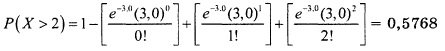 P(X > 2) = 1 − [e^{-3.0}(3,0)^0 / 0!] + [e^{-3.0}(3,0)^1 / 1!] + [e^{-3.0}(3,0)^2 / 2!] = 0,5768